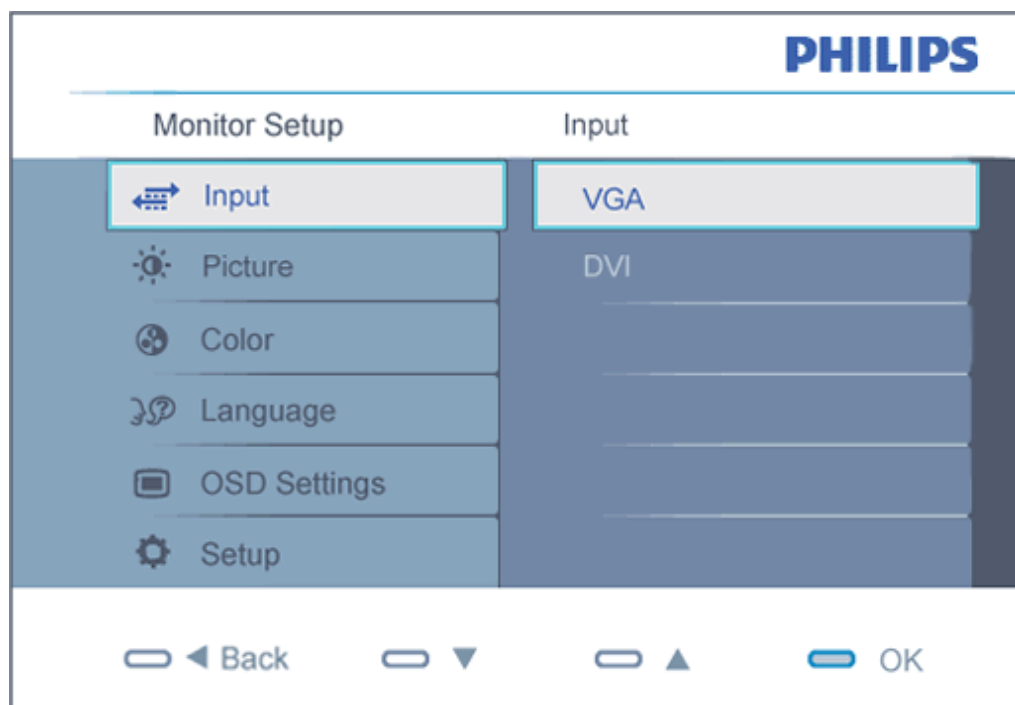 PHILIPS
Monitor Setup Input
Input VGA
Picture DVI
Color
Language
OSD Settings
Setup
Back OK